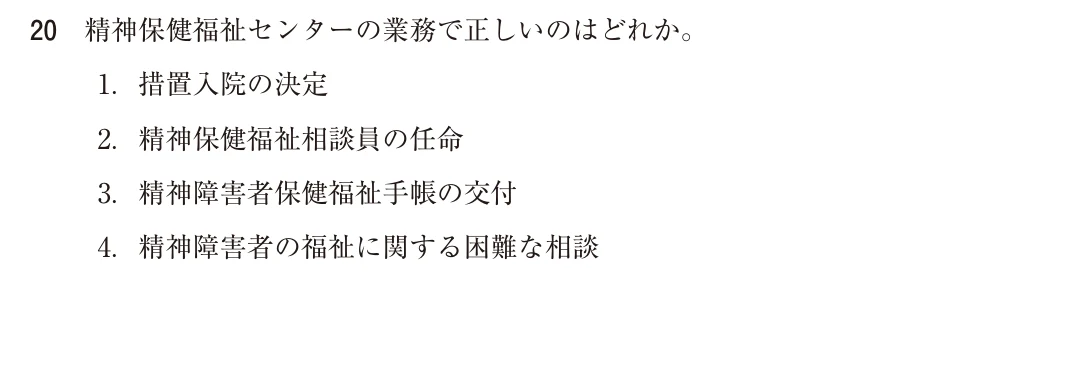 20 精神保健福祉センターの業務で正しいのはどれか。
1. 措置入院の決定
2. 精神保健福祉相談員の任命
3. 精神障害者保健福祉手帳の交付
4. 精神障害者の福祉に関する困難な相談